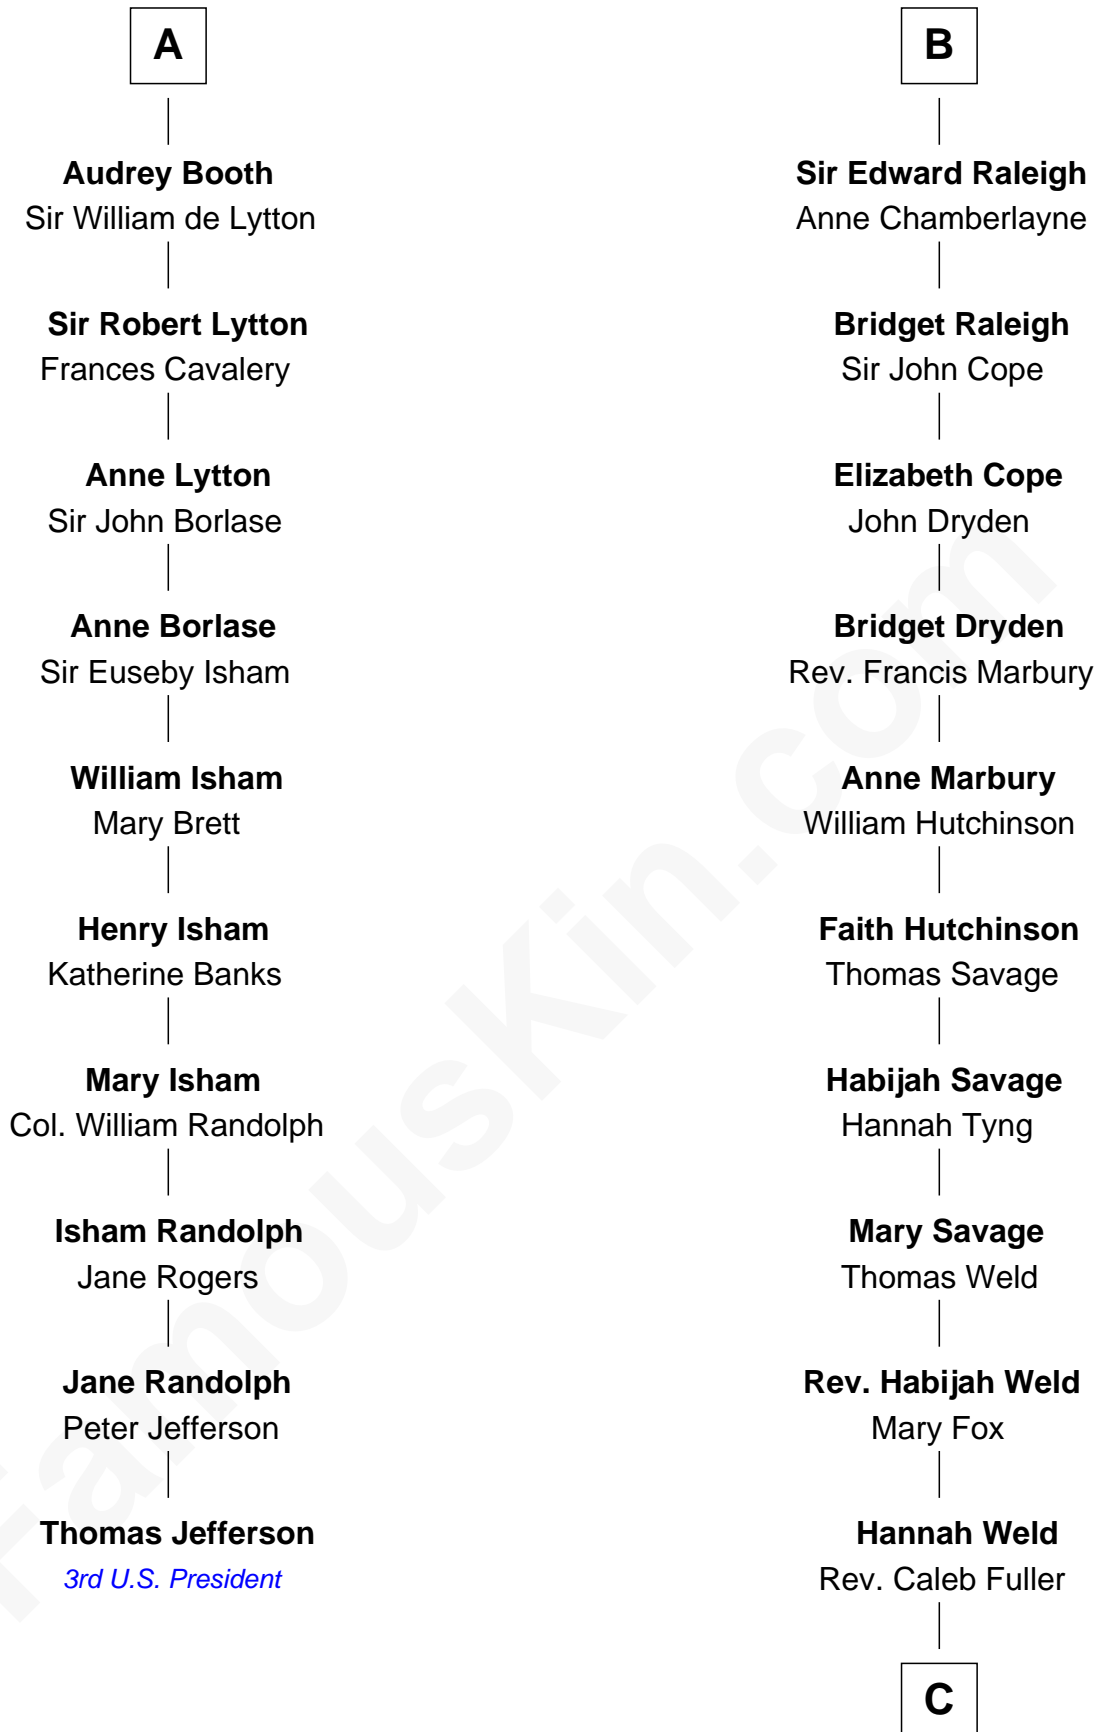 A
Audrey Booth
Sir William de Lytton
Sir Robert Lytton
Frances Cavalery
Anne Lytton
Sir John Borlase
Anne Borlase
Sir Euseby Isham
William Isham
Mary Brett
Henry Isham
Katherine Banks
Mary Isham
Col. William Randolph
Isham Randolph
Jane Rogers
Jane Randolph
Peter Jefferson
Thomas Jefferson
3rd U.S. President
B
Sir Edward Raleigh
Anne Chamberlayne
Bridget Raleigh
Sir John Cope
Elizabeth Cope
John Dryden
Bridget Dryden
Rev. Francis Marbury
Anne Marbury
William Hutchinson
Faith Hutchinson
Thomas Savage
Habijah Savage
Hannah Tyng
Mary Savage
Thomas Weld
Rev. Habijah Weld
Mary Fox
Hannah Weld
Rev. Caleb Fuller
C
FamousKin.com